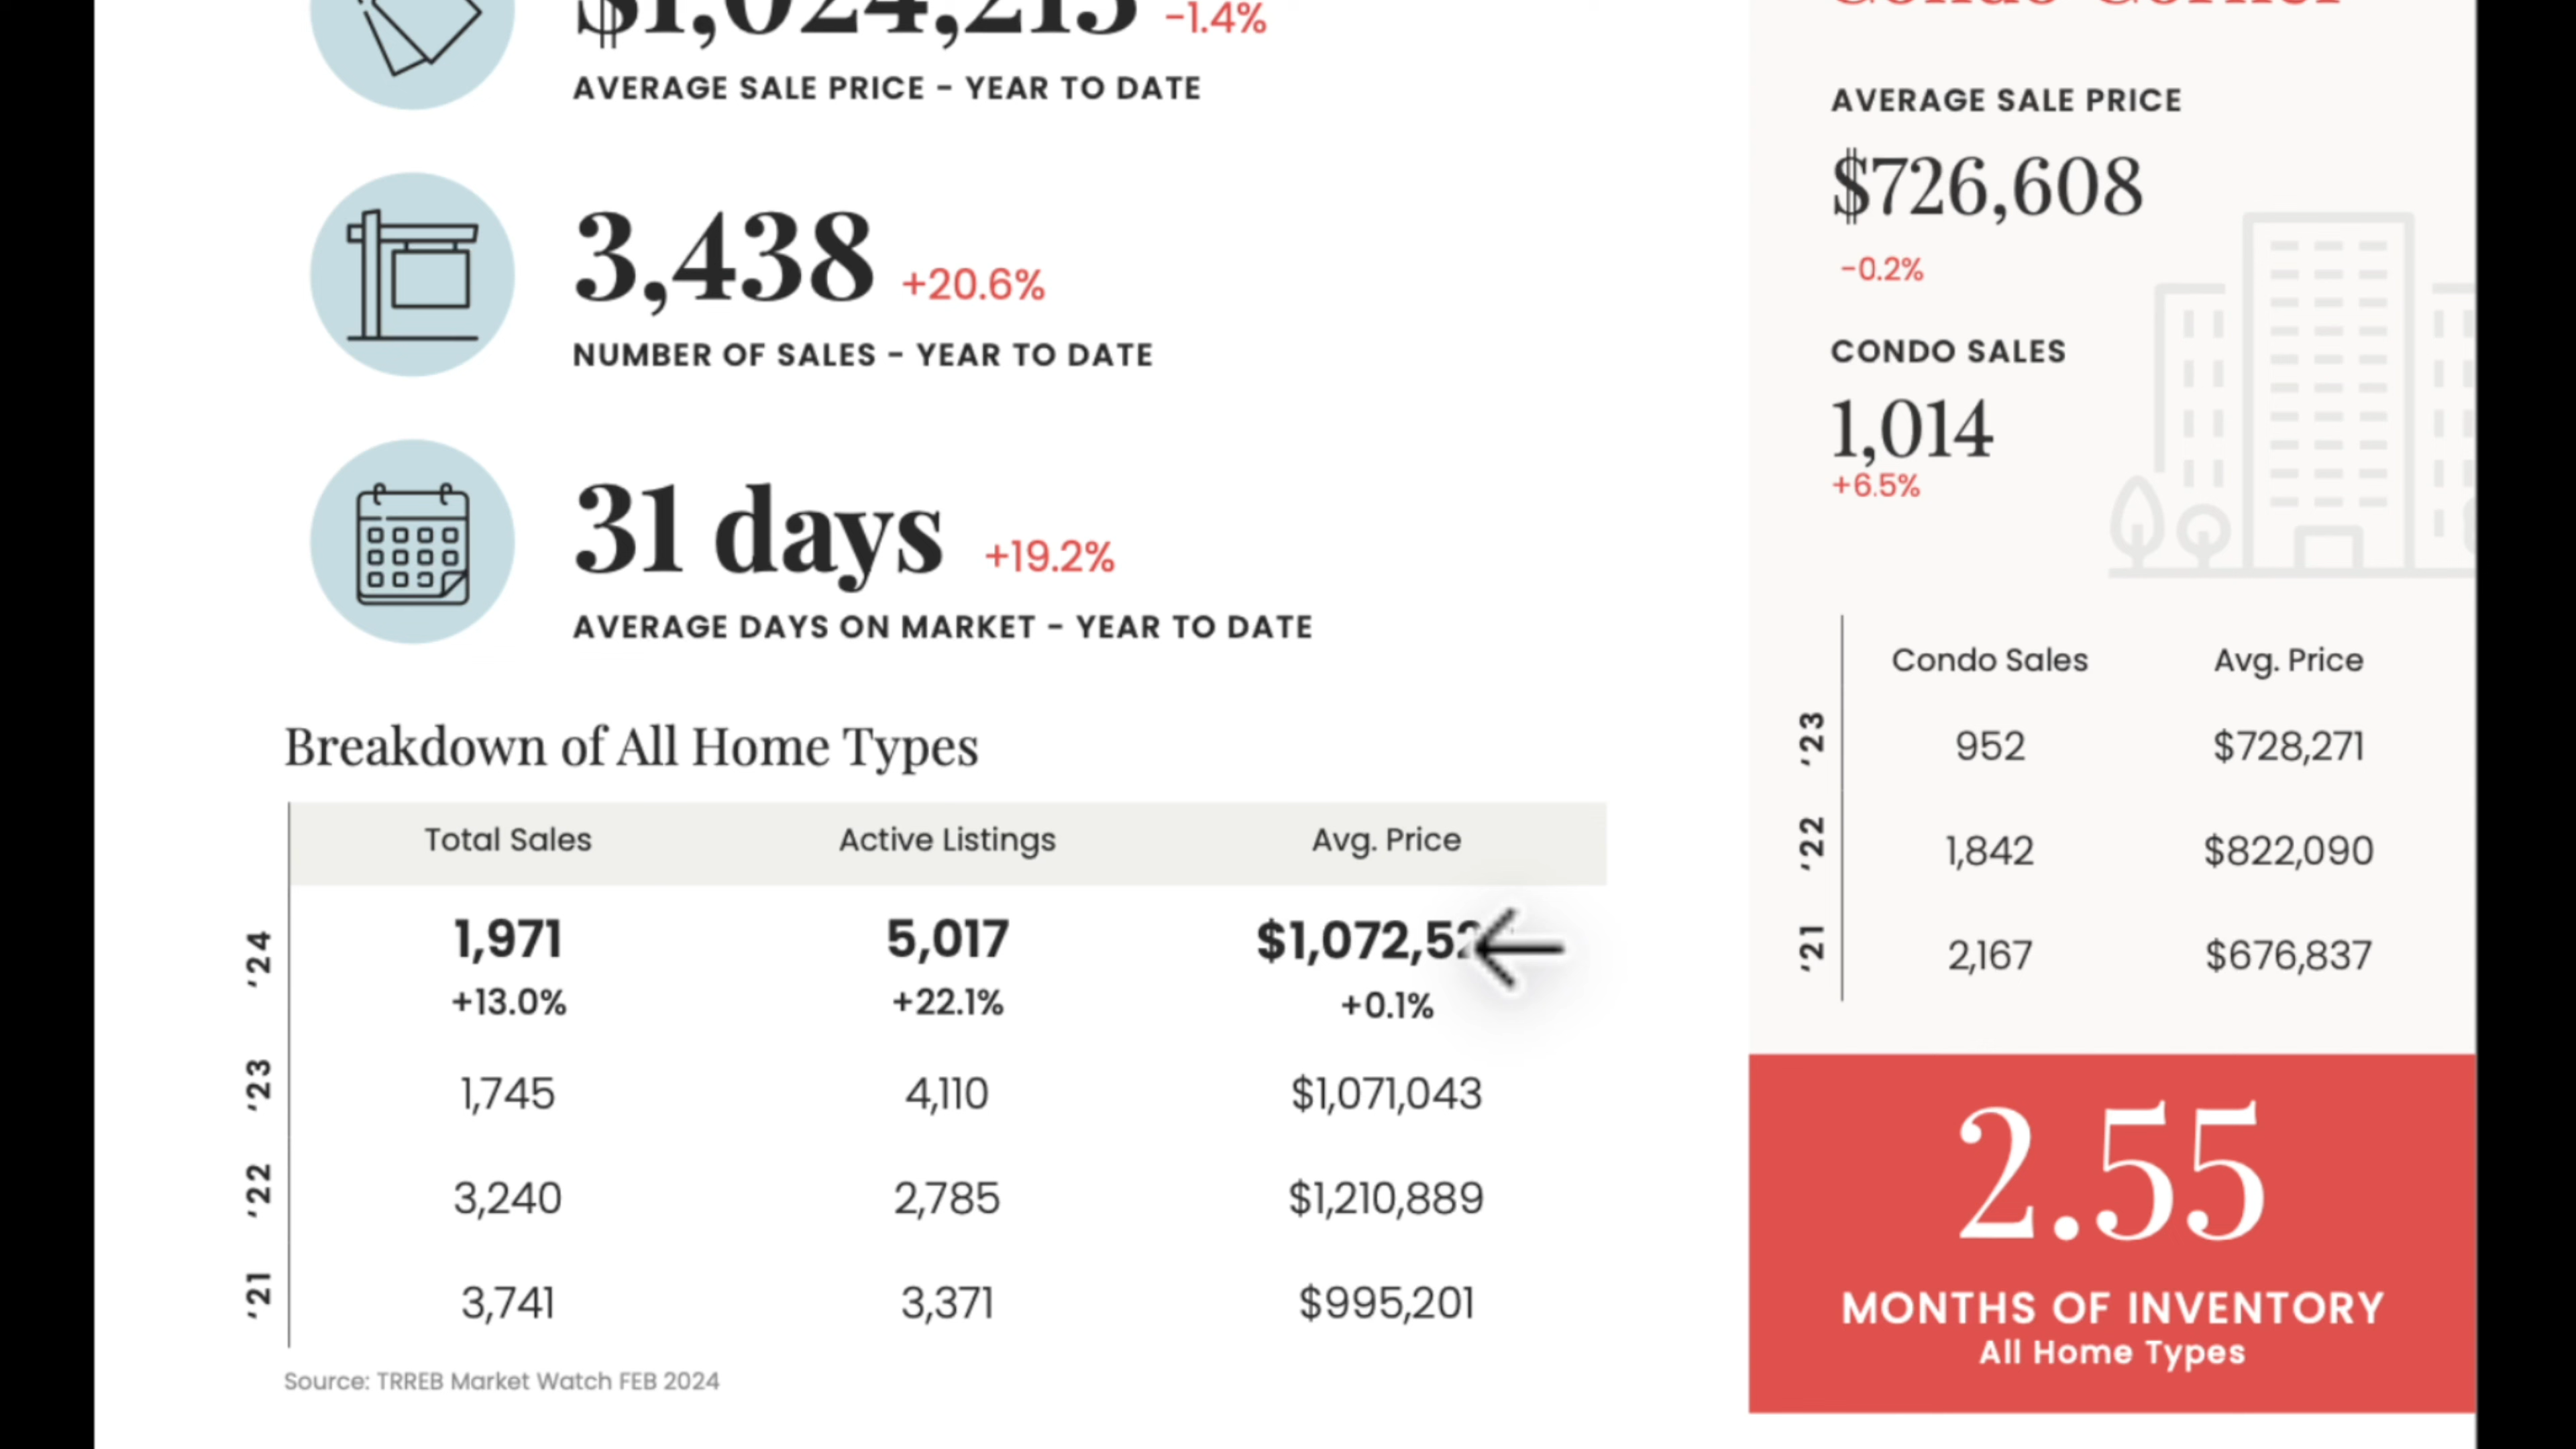 $1,024,213 -1.4%
AVERAGE SALE PRICE - YEAR TO DATE
3,438 +20.6%
NUMBER OF SALES - YEAR TO DATE
31 days +19.2%
AVERAGE DAYS ON MARKET - YEAR TO DATE
Breakdown of All Home Types
Total Sales Active Listings Avg. Price
'24 1,971 5,017
+13.0% +22.1% +0.1%
'23 1,745 4,110 $1,071,043
'22 3,240 2,785 $1,210,889
'21 3,741 3,371 $995,201
Source: TRREB Market Watch FEB 2024
Condo Corner
AVERAGE SALE PRICE
$726,608
-0.2%
CONDO SALES
1,014
+6.5%
Condo Sales Avg. Price
'23 952 $728,271
'22 1,842 $822,090
'21 2,167 $676,837
2.55
MONTHS OF INVENTORY
All Home Types